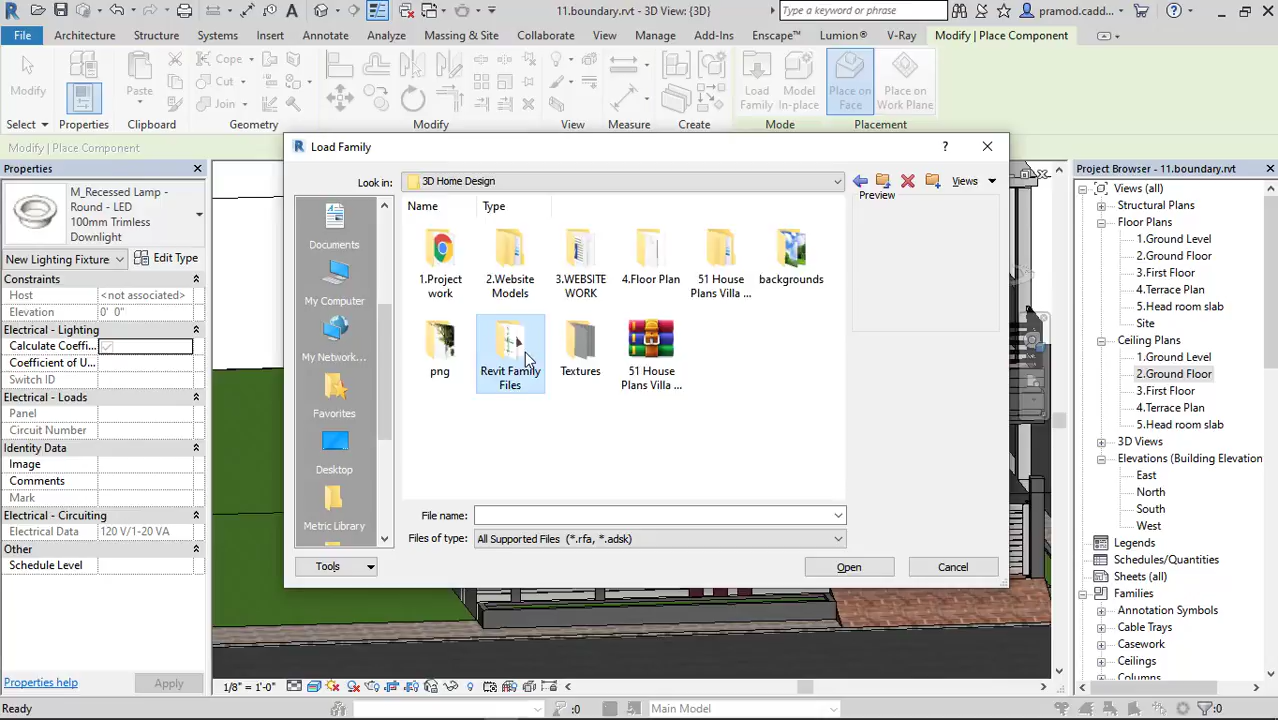 11.boundary.rvt - 3D View: {3D}
Type a keyword or phrase
pramod.cadd...
File
Architecture
Structure
Systems
Insert
Annotate
Analyze
Massing & Site
Collaborate
View
Manage
Add-Ins
Enscape™
Lumion®
V-Ray
Modify | Place Component
Modify
Paste
Cope
Cut
Join
Load Family
Model In-place
Place on Face
Place on Work Plane
Select
Properties
Clipboard
Geometry
Modify
View
Measure
Create
Mode
Placement
Modify | Place Component
Properties
M_Recessed Lamp -
Round - LED
100mm Trimless
Downlight
New Lighting Fixture
Edit Type
Constraints
Host
<not associated>
Elevation
0' 0"
Electrical - Lighting
Calculate Coeffi...
Coefficient of U...
Switch ID
Electrical - Loads
Panel
Circuit Number
Identity Data
Image
Comments
Mark
Electrical - Circuiting
Electrical Data
120 V/1-20 VA
Other
Schedule Level
Properties help
Apply
Load Family
Look in:
3D Home Design
Views
Documents
My Computer
My Network...
Favorites
Desktop
Metric Library
Name
Type
1.Project
work
2.Website
Models
3.WEBSITE
WORK
4.Floor Plan
51 House
Plans Villa ...
backgrounds
png
Revit Family
Files
Textures
51 House
Plans Villa ...
Preview
File name:
Files of type:
All Supported Files (*.rfa, *.adsk)
Tools
Open
Cancel
Project Browser - 11.boundary.rvt
Views (all)
Structural Plans
Floor Plans
1.Ground Level
2.Ground Floor
3.First Floor
4.Terrace Plan
5.Head room slab
Site
Ceiling Plans
1.Ground Level
2.Ground Floor
3.First Floor
4.Terrace Plan
5.Head room slab
3D Views
Elevations (Building Elevation
East
North
South
West
Legends
Schedules/Quantities
Sheets (all)
Families
Annotation Symbols
Cable Trays
Casework
Ceilings
Columns
1/8" = 1'-0"
Ready
:0
Main Model
:0